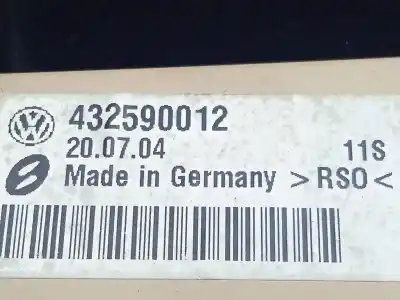 432590012
20.07.04 11S
Made in Germany >RSO<